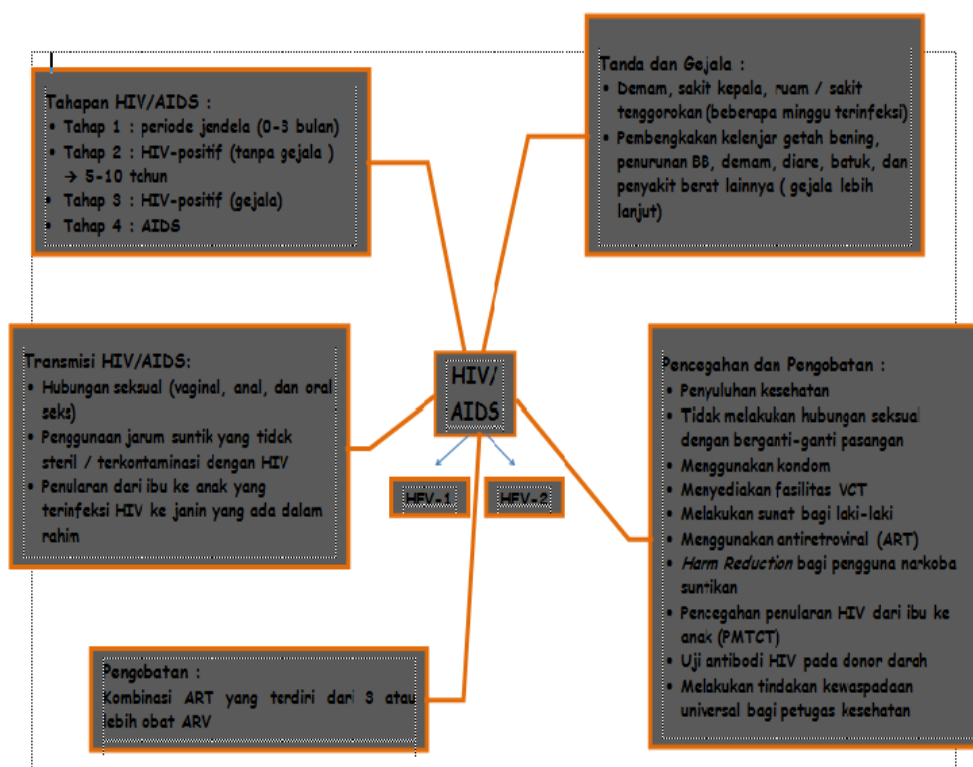 Tahapan HIV/AIDS :
• Tahap 1 : periode jendela (0-3 bulan)
• Tahap 2 : HIV-positif (tanpa gejala )
→ 5-10 tahun
• Tahap 3 : HIV-positif (gejala)
• Tahap 4 : AIDS
Tanda dan Gejala :
• Demam, sakit kepala, ruam / sakit
tenggorokan (beberapa minggu terinfeksi)
• Pembengkakan kelenjar getah bening,
penurunan BB, demam, diare, batuk, dan
penyakit berat lainnya ( gejala lebih
lanjut)
Transmisi HIV/AIDS:
• Hubungan seksual (vaginal, anal, dan oral
seks)
• Penggunaan jarum suntik yang tidak
steril / terkontaminasi dengan HIV
• Penularan dari ibu ke anak yang
terinfeksi HIV ke janin yang ada dalam
rahim
HIV/
AIDS
HIV-1
HIV-2
Pencegahan dan Pengobatan :
• Penyuluhan kesehatan
• Tidak melakukan hubungan seksual
dengan berganti-ganti pasangan
• Menggunakan kondom
• Menyediakan fasilitas VCT
• Melakukan sunat bagi laki-laki
• Menggunakan antiretroviral (ART)
• Harm Reduction bagi pengguna narkoba
suntikan
• Pencegahan penularan HIV dari ibu ke
anak (PMTCT)
• Uji antibodi HIV pada donor darah
• Melakukan tindakan kewaspadaan
universal bagi petugas kesehatan
Pengobatan :
Kombinasi ART yang terdiri dari 3 atau
lebih obat ARV